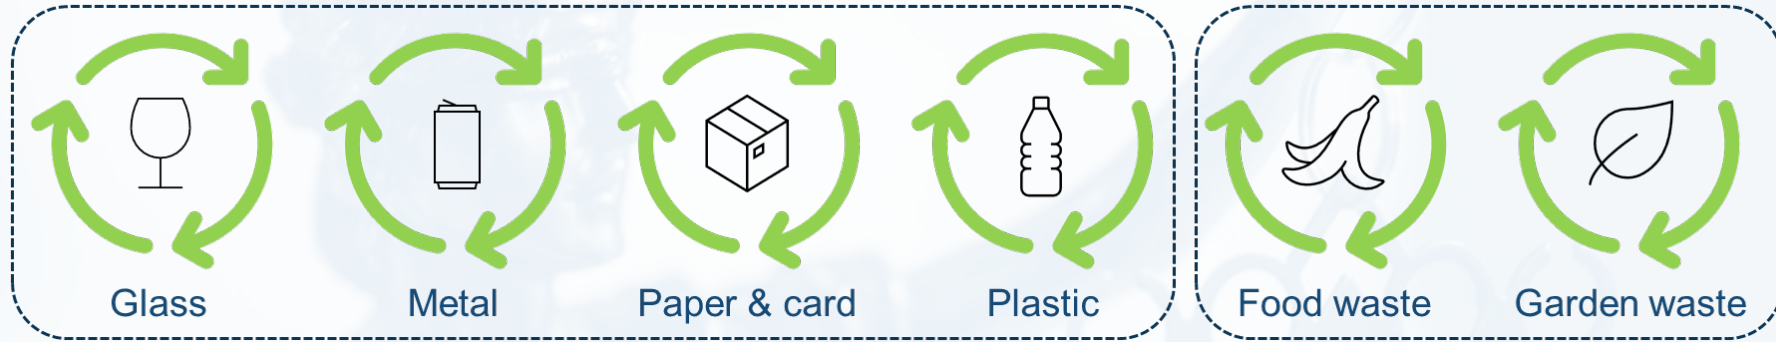 Glass
Metal
Paper & card
Plastic
Food waste
Garden waste